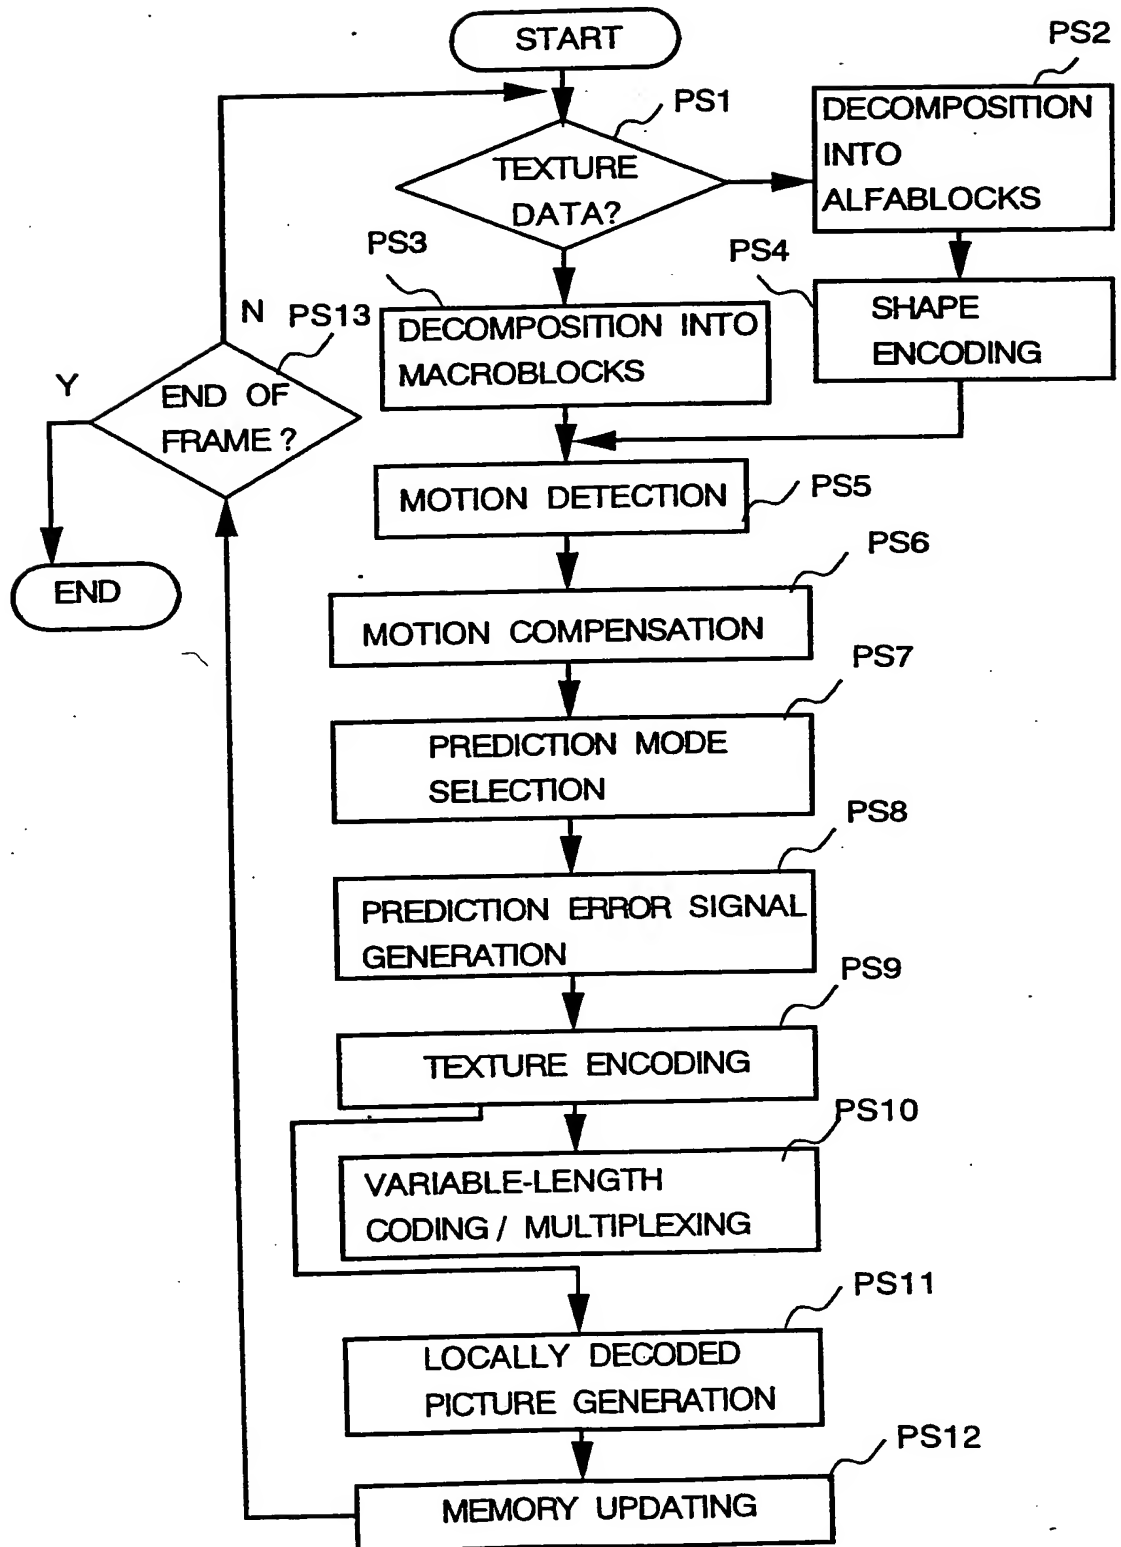 START
PS2
PS1
DECOMPOSITION
INTO
ALFABLOCKS
TEXTURE
DATA?
PS3
PS4
N
PS13
DECOMPOSITION INTO
MACROBLOCKS
SHAPE
ENCODING
Y
END OF
FRAME?
MOTION DETECTION
PS5
END
PS6
MOTION COMPENSATION
PS7
PREDICTION MODE
SELECTION
PS8
PREDICTION ERROR SIGNAL
GENERATION
PS9
TEXTURE ENCODING
PS10
VARIABLE-LENGTH
CODING / MULTIPLEXING
PS11
LOCALLY DECODED
PICTURE GENERATION
PS12
MEMORY UPDATING